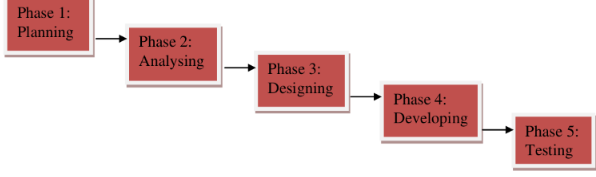 Phase 1:
Planning
Phase 2:
Analysing
Phase 3:
Designing
Phase 4:
Developing
Phase 5:
Testing